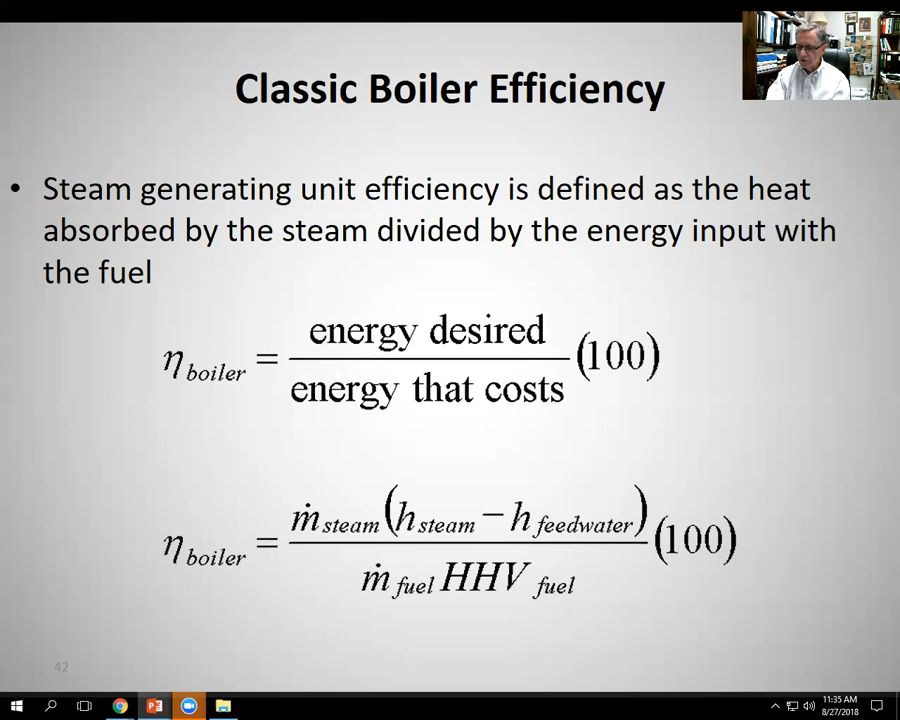 Classic Boiler Efficiency
• Steam generating unit efficiency is defined as the heat
absorbed by the steam divided by the energy input with
the fuel
η boiler = energy desired / energy that costs (100)
η boiler = ṁ steam (h steam − h feedwater) / ṁ fuel HHV fuel (100)
42
11:35 AM
8/27/2018